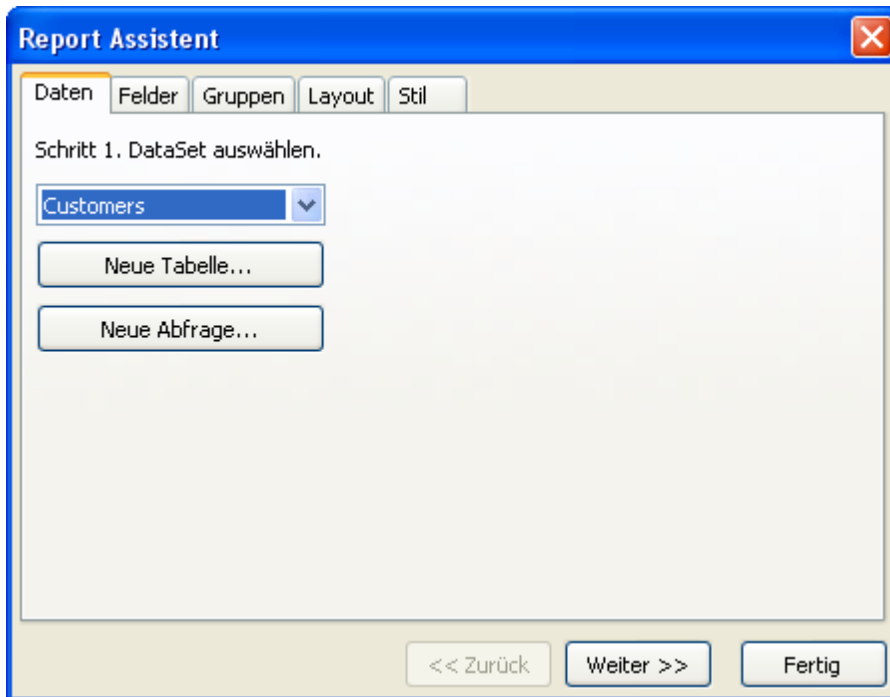 Report Assistent
Daten Felder Gruppen Layout Stil
Schritt 1. DataSet auswählen.
Customers
Neue Tabelle...
Neue Abfrage...
<< Zurück Weiter >> Fertig